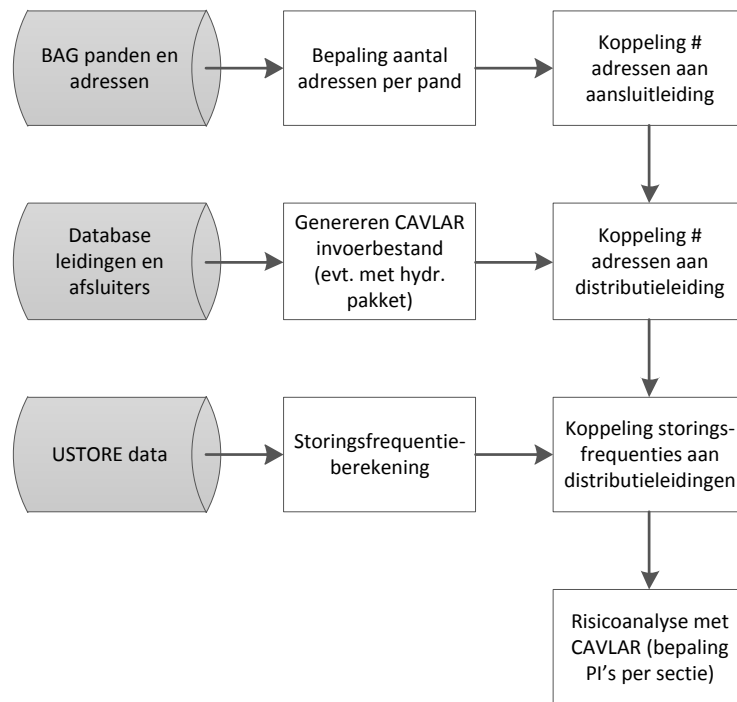 BAG panden en
adressen
Bepaling aantal
adressen per pand
Koppeling #
adressen aan
aansluitleiding
Database
leidingen en
afsluiters
Genereren CAVLAR
invoerbestand
(evt. met hydr.
pakket)
Koppeling #
adressen aan
distributieleiding
USTORE data
Storingsfrequentie-
berekening
Koppeling storings-
frequenties aan
distributieleidingen
Risicoanalyse met
CAVLAR (bepaling
PI’s per sectie)